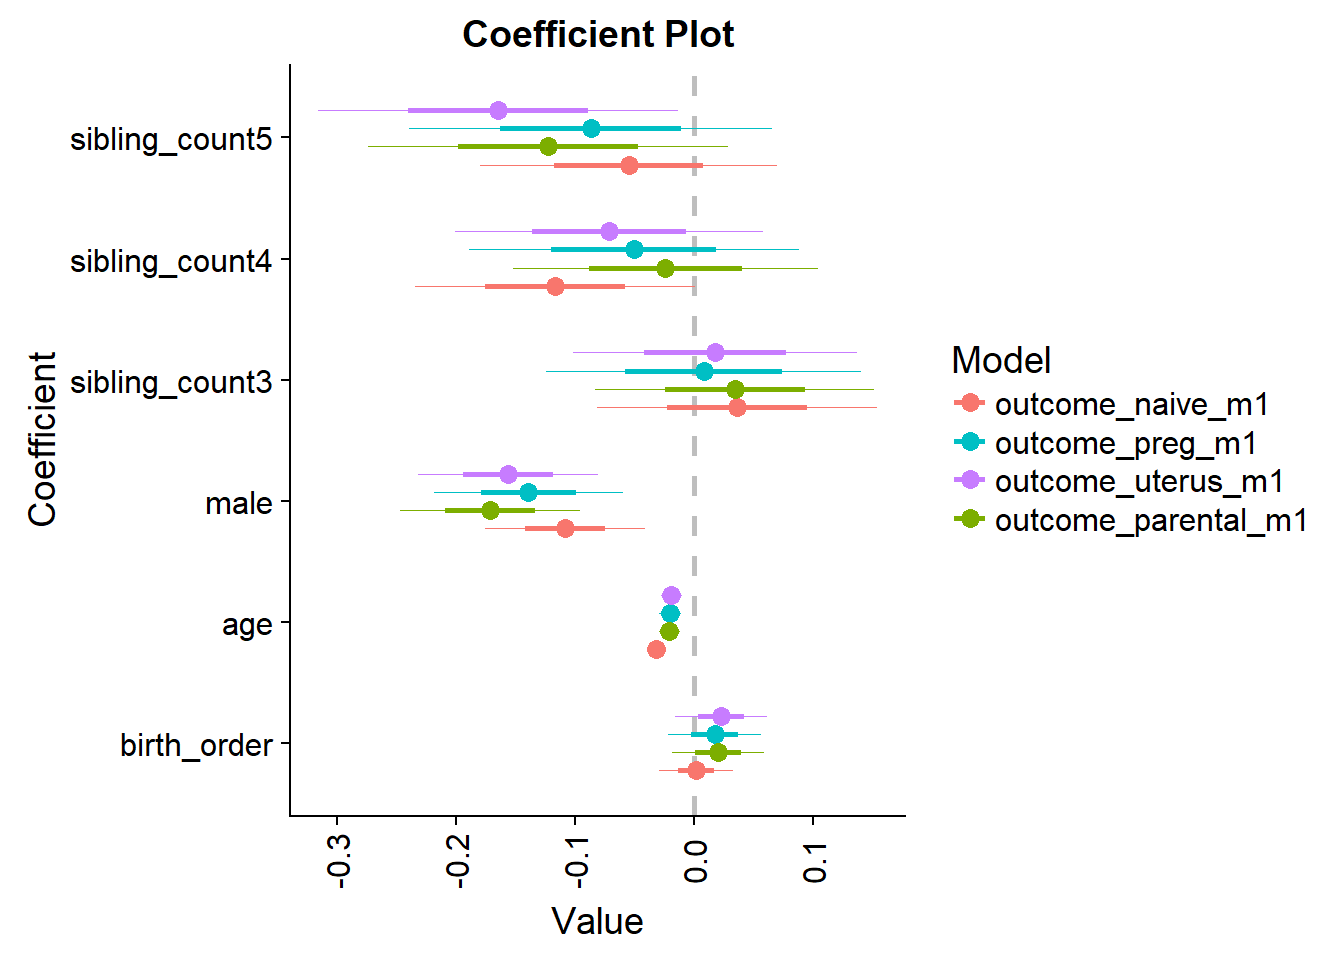 Coefficient Plot
Coefficient
sibling_count5
sibling_count4
sibling_count3
male
age
birth_order
-0.3
-0.2
-0.1
0.0
0.1
Value
Model
outcome_naive_m1
outcome_preg_m1
outcome_uterus_m1
outcome_parental_m1